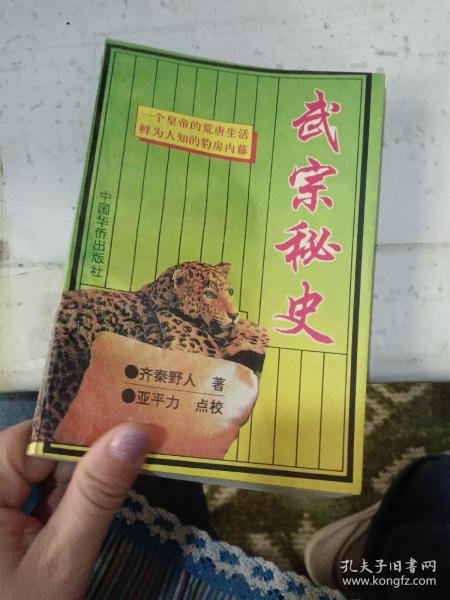 武宗秘史
一个皇帝的荒唐生活
鲜为人知的豹房内幕
中国华侨出版社
●齐秦野人 著
●亚平力 点校
孔夫子旧书网
www.kongfz.com